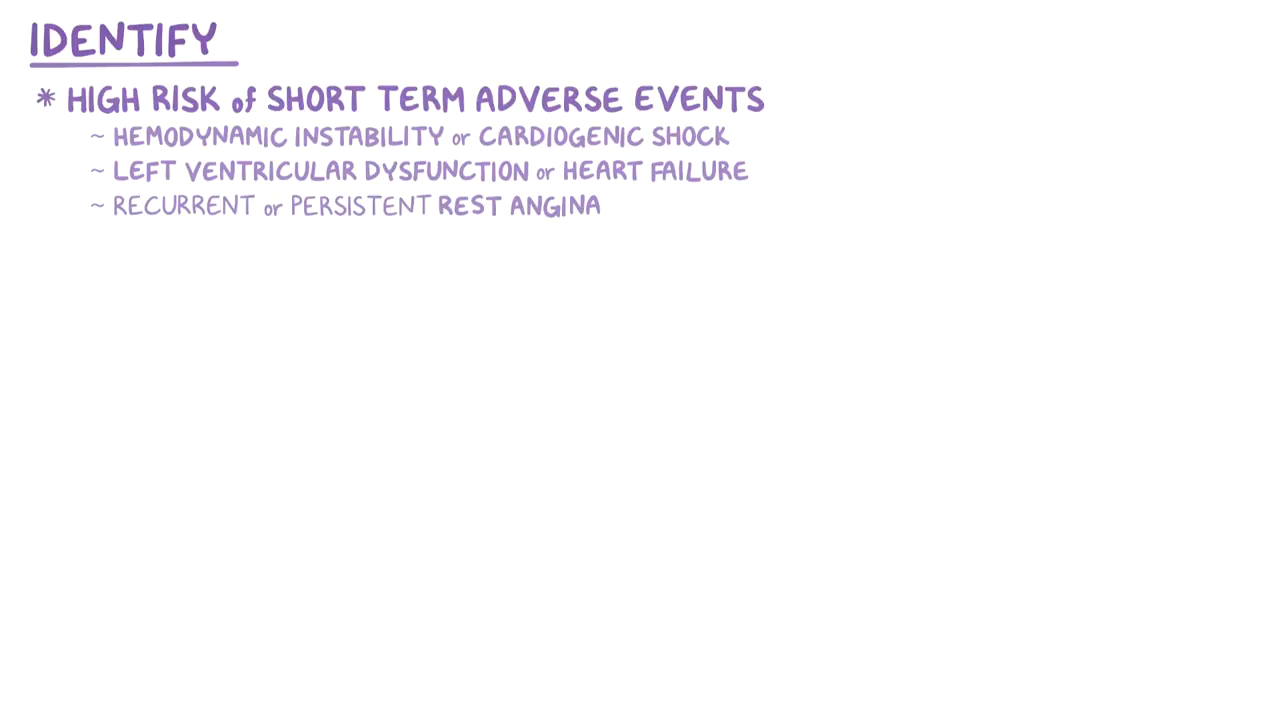 IDENTIFY
* HIGH RISK of SHORT TERM ADVERSE EVENTS
~ HEMODYNAMIC INSTABILITY or CARDIOGENIC SHOCK
~ LEFT VENTRICULAR DYSFUNCTION or HEART FAILURE
~ RECURRENT or PERSISTENT REST ANGINA